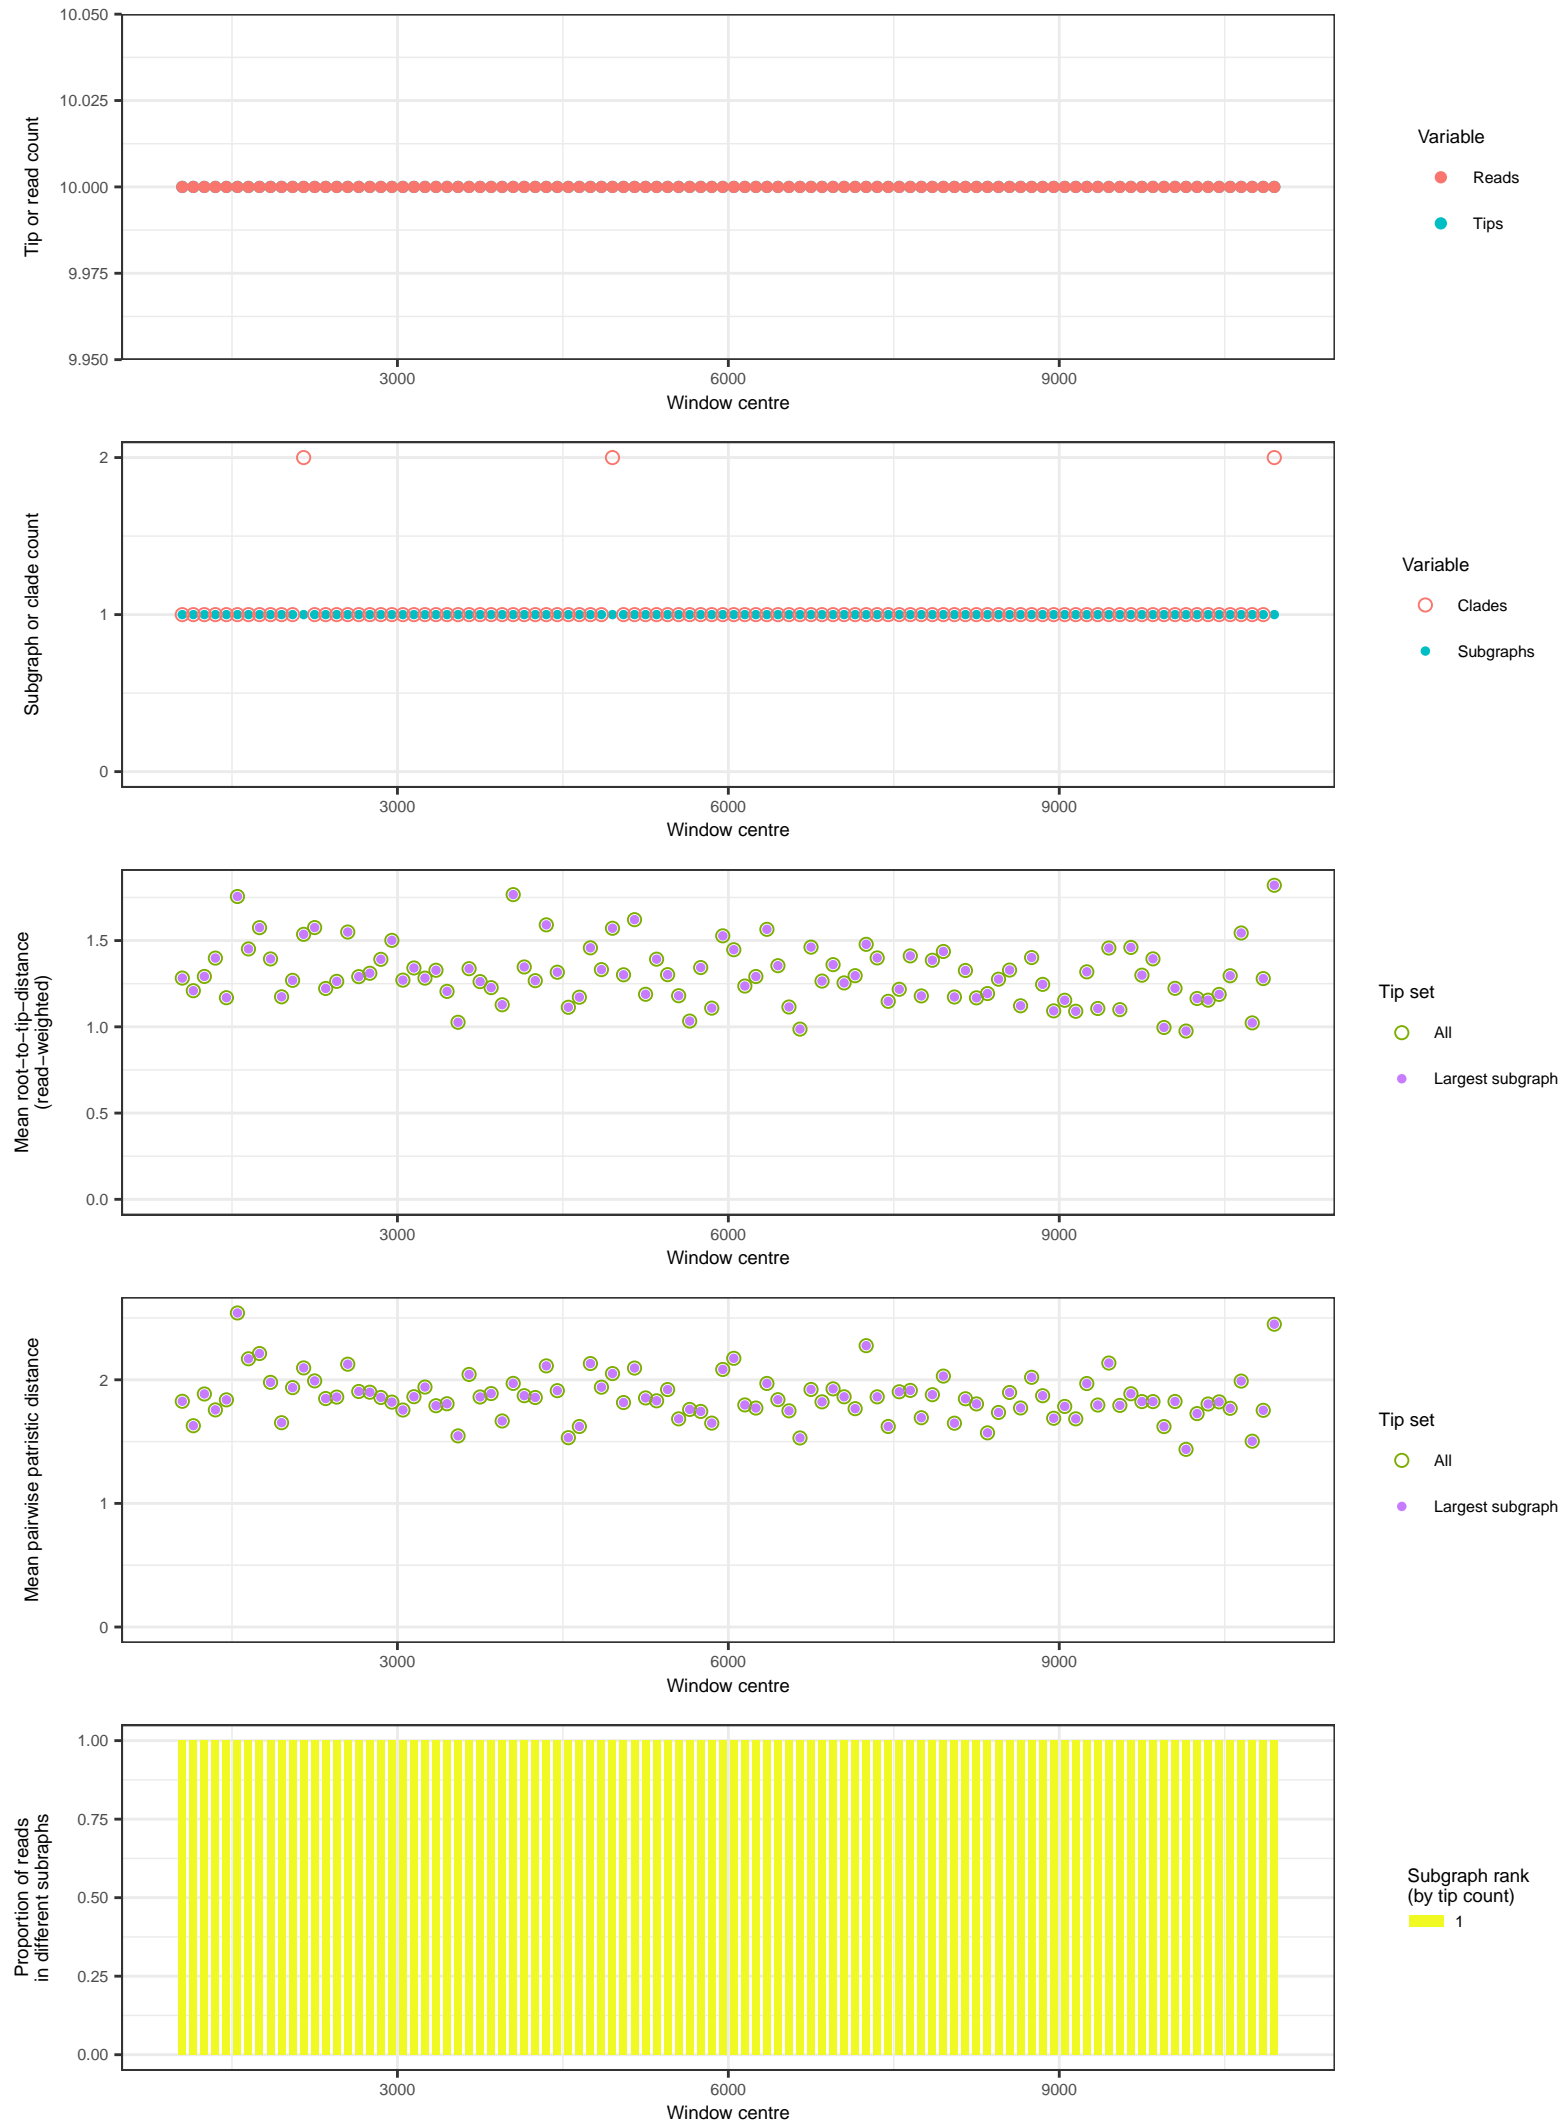 10.050
10.025
10.000
9.975
9.950
Tip or read count
3000 6000 9000
Window centre
Variable
Reads
Tips
2
1
0
Subgraph or clade count
3000 6000 9000
Window centre
Variable
Clades
Subgraphs
1.5
1.0
0.5
0.0
Mean root−to−tip−distance
(read−weighted)
3000 6000 9000
Window centre
Tip set
All
Largest subgraph
2
1
0
Mean pairwise patristic distance
3000 6000 9000
Window centre
Tip set
All
Largest subgraph
1.00
0.75
0.50
0.25
0.00
Proportion of reads
in different subraphs
3000 6000 9000
Window centre
Subgraph rank
(by tip count)
1